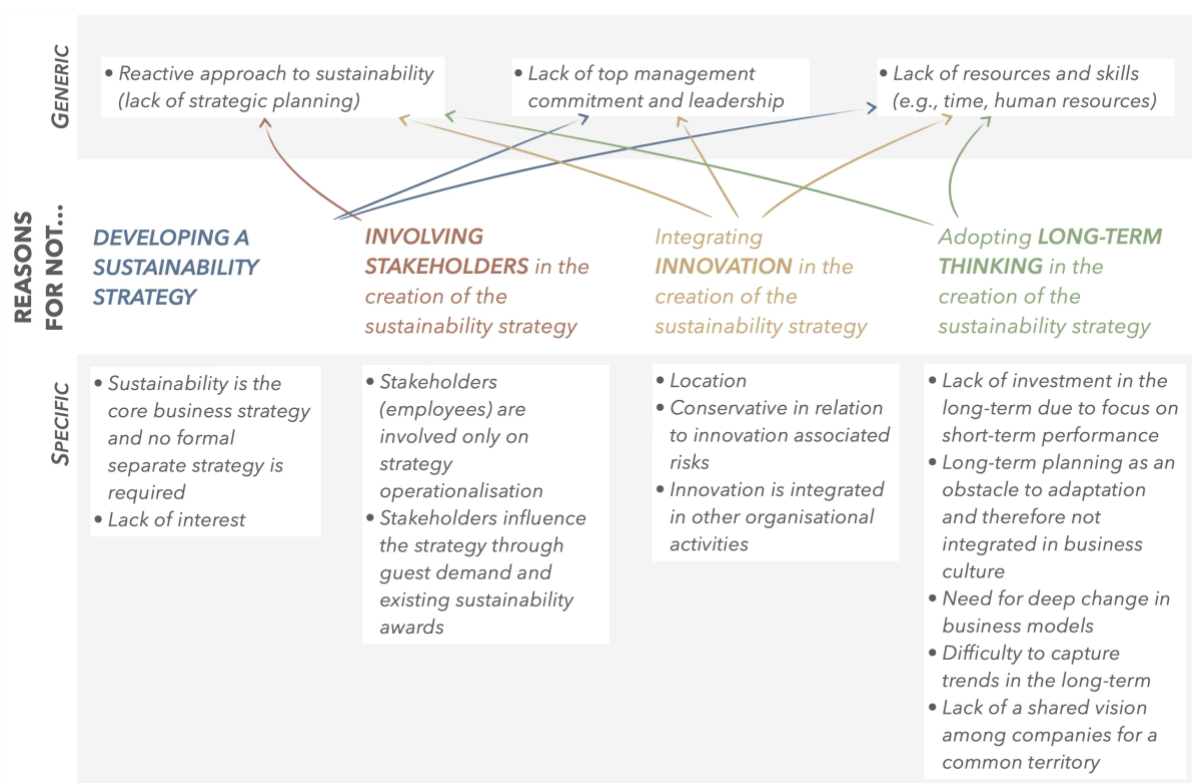 GENERIC
• Reactive approach to sustainability
(lack of strategic planning)
• Lack of top management
commitment and leadership
• Lack of resources and skills
(e.g., time, human resources)
REASONS
FOR NOT...
DEVELOPING A
SUSTAINABILITY
STRATEGY
INVOLVING
STAKEHOLDERS in the
creation of the
sustainability strategy
Integrating
INNOVATION in the
creation of the
sustainability strategy
Adopting LONG-TERM
THINKING in the
creation of the
sustainability strategy
SPECIFIC
• Sustainability is the
core business strategy
and no formal
separate strategy is
required
• Lack of interest
• Stakeholders
(employees) are
involved only on
strategy
operationalisation
• Stakeholders influence
the strategy through
guest demand and
existing sustainability
awards
• Location
• Conservative in relation
to innovation associated
risks
• Innovation is integrated
in other organisational
activities
• Lack of investment in the
long-term due to focus on
short-term performance
• Long-term planning as an
obstacle to adaptation
and therefore not
integrated in business
culture
• Need for deep change in
business models
• Difficulty to capture
trends in the long-term
• Lack of a shared vision
among companies for a
common territory